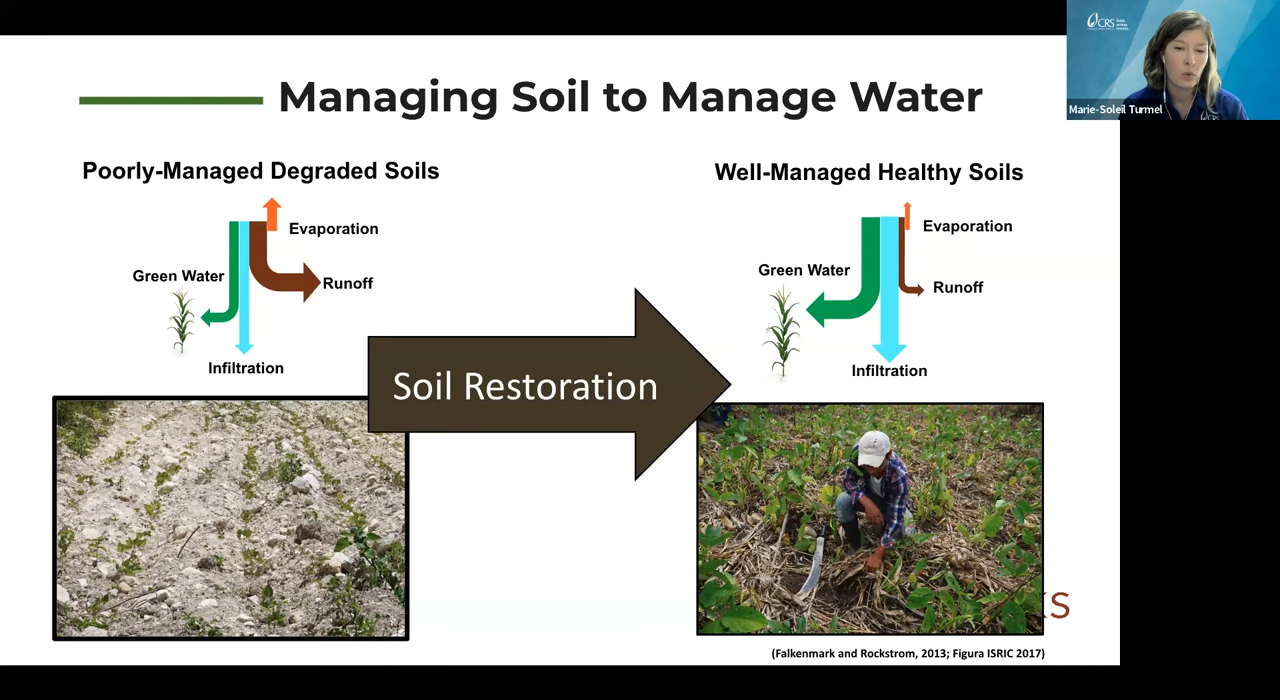 Managing Soil to Manage Water
CRS
Marie-Soleil Turmel
Poorly-Managed Degraded Soils
Evaporation
Green Water
Runoff
Infiltration
Soil Restoration
Well-Managed Healthy Soils
Evaporation
Green Water
Runoff
Infiltration
KS
(Falkenmark and Rockstrom, 2013; Figura ISRIC 2017)